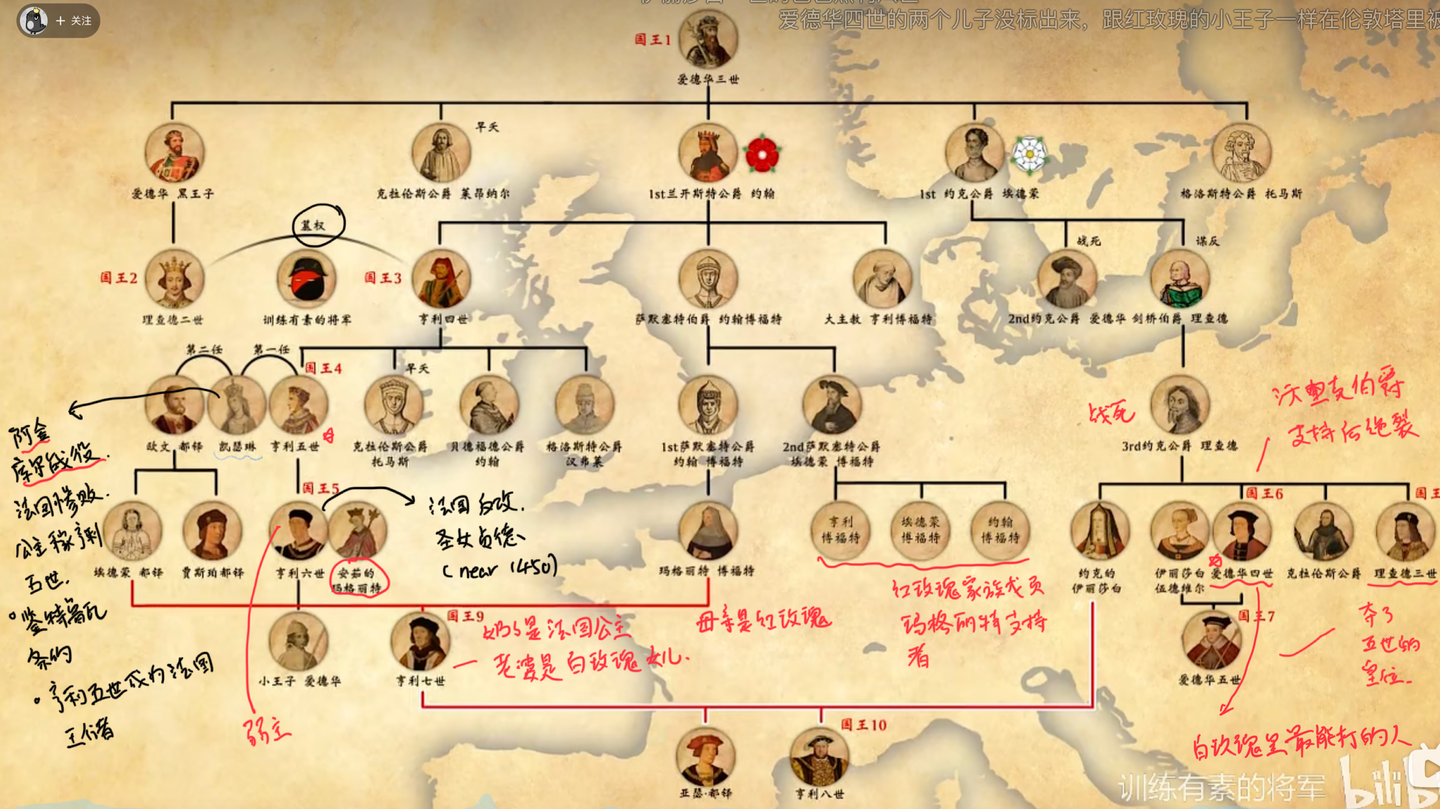 + 关注
爱德华四世的两个儿子没标出来，跟红玫瑰的小王子一样在伦敦塔里被
国王1
爱德华三世
早夭
爱德华 黑王子
克拉伦斯公爵 莱昂纳尔
1st兰开斯特公爵 约翰
1st 约克公爵 埃德蒙
格洛斯特公爵 托马斯
篡权
战死
谋反
国王2
国王3
理查德二世
训练有素的将军
亨利四世
萨默塞特伯爵 约翰博福特
大主教 亨利博福特
2nd约克公爵 爱德华
剑桥伯爵 理查德
第二任
第一任
国王4
早夭
欧文 都铎
凯瑟琳
亨利五世
克拉伦斯公爵
托马斯
贝德福德公爵
约翰
格洛斯特公爵
汉弗莱
1st萨默塞特公爵
约翰 博福特
2nd萨默塞特公爵
埃德蒙 博福特
战死
3rd约克公爵 理查德
沃里克伯爵
支持后绝裂
阿金
库尔战役.
法国惨败.
公主嫁亨利
五世.
·登特鲁瓦
条约
·亨利五世成为法国
王储
国王5
法国反攻.
圣女贞德、
(near 1450)
亨利
博福特
埃德蒙
博福特
约翰
博福特
国王6
国王
埃德蒙 都铎
贾斯珀都铎
亨利六世
安茹的
玛格丽特
玛格丽特 博福特
约克的
伊丽莎白
伊丽莎白
伍德维尔
爱德华四世
克拉伦斯公爵
理查德三世
红玫瑰家族成员
玛格丽特支持
者
母亲是红玫瑰
国王9
奶奶是法国公主
老婆是白玫瑰女儿.
国王7
小王子 爱德华
亨利七世
爱德华五世
夺了
五世的
皇位.
弱主
国王10
白玫瑰里最能打的人
亚瑟·都铎
亨利八世
训练有素的将军
bilib